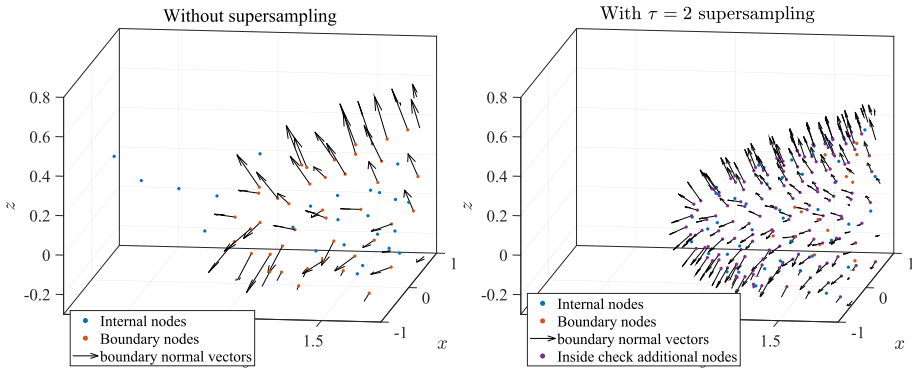 Without supersampling
0.8
0.6
0.4
0.2
0
-0.2
z
1.5
-1
0
1
x
Internal nodes
Boundary nodes
boundary normal vectors
With τ = 2 supersampling
0.8
0.6
0.4
0.2
0
-0.2
z
1.5
-1
0
1
x
Internal nodes
Boundary nodes
boundary normal vectors
Inside check additional nodes